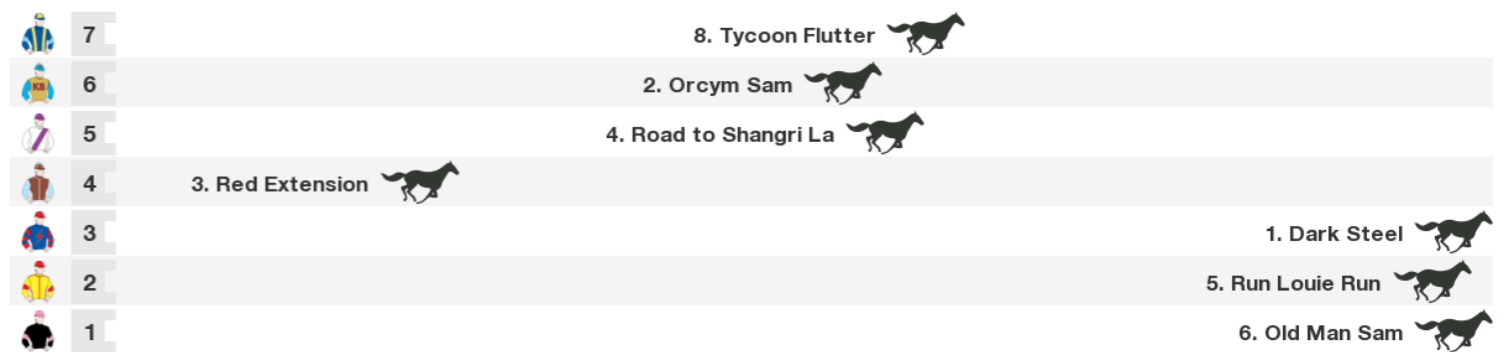 7 8. Tycoon Flutter
6 2. Orcym Sam
5 4. Road to Shangri La
4 3. Red Extension
3 1. Dark Steel
2 5. Run Louie Run
1 6. Old Man Sam